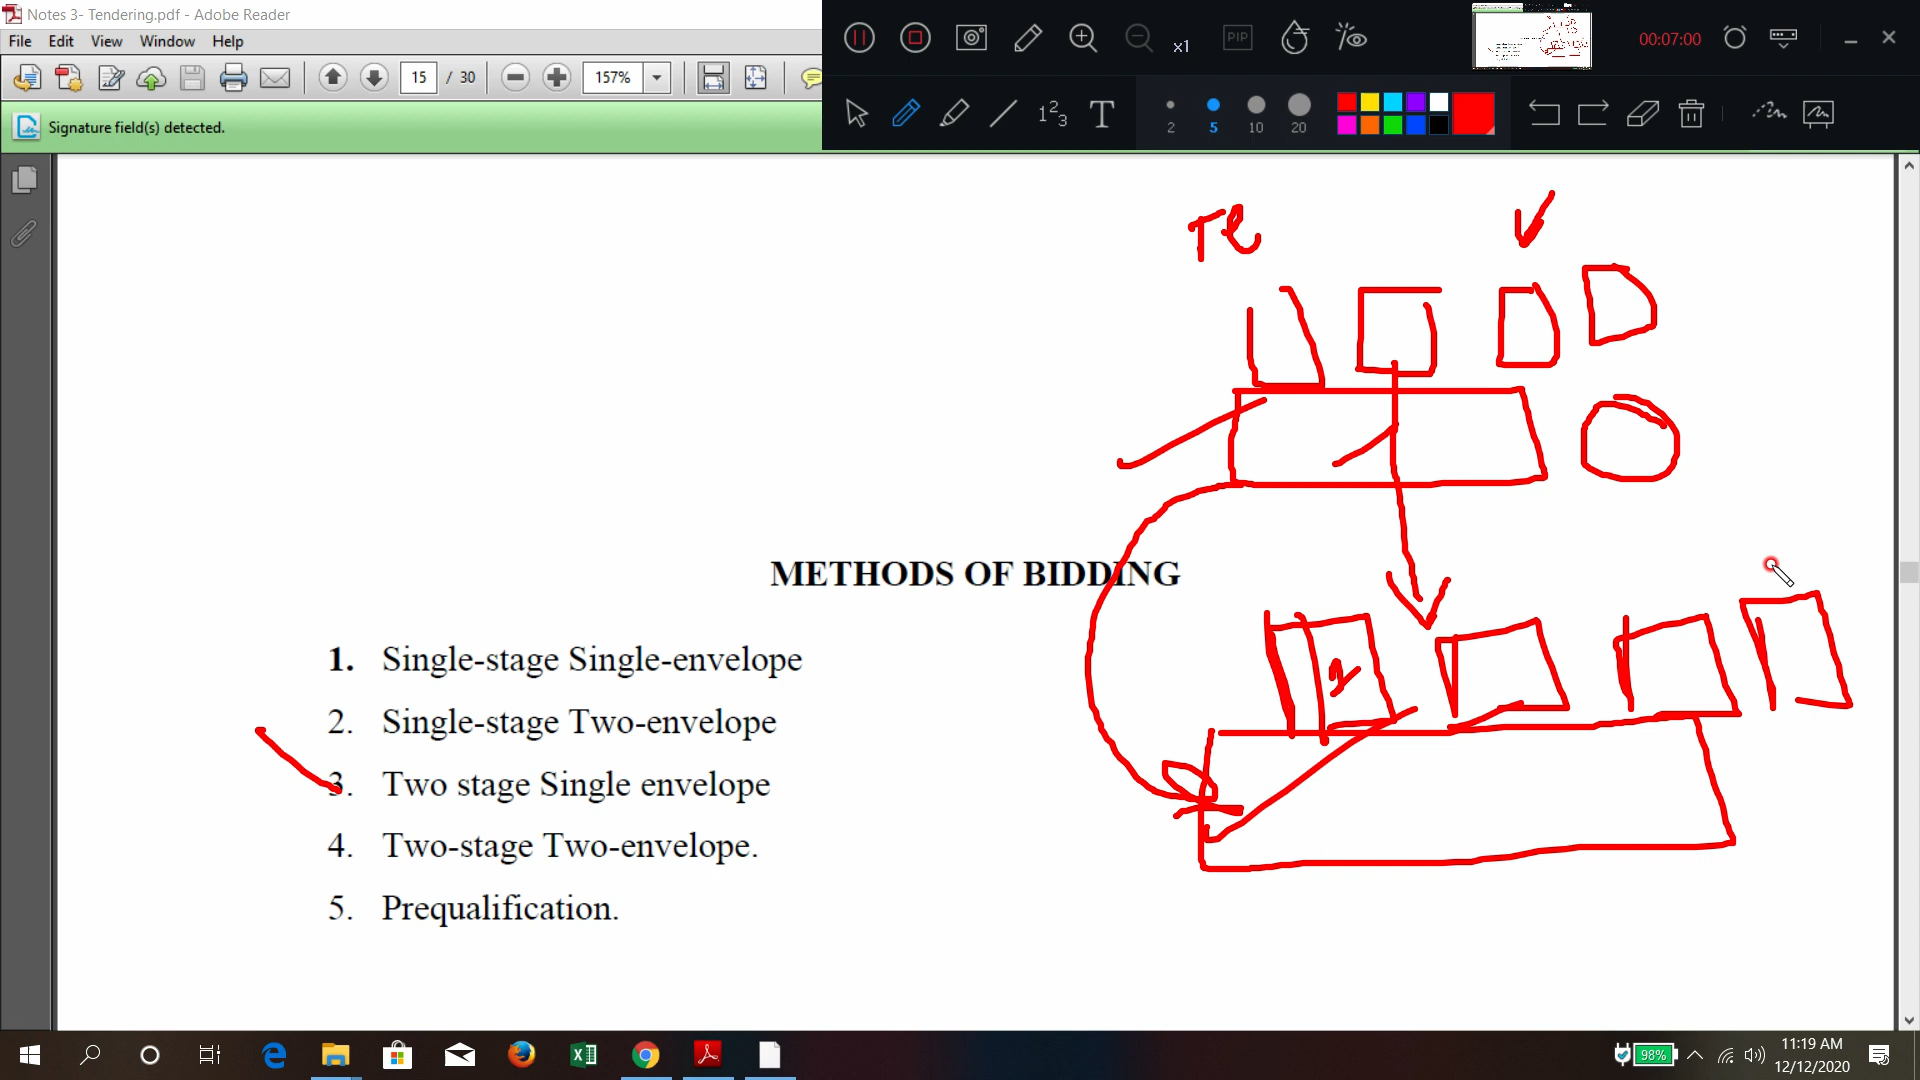 Notes 3- Tendering.pdf - Adobe Reader
File Edit View Window Help
15 / 30 157%
x1 PIP 00:07:00
1 2 3 T 2 5 10 20
Signature field(s) detected.
Te
METHODS OF BIDDING
1. Single-stage Single-envelope
2. Single-stage Two-envelope
3. Two stage Single envelope
4. Two-stage Two-envelope.
5. Prequalification.
98%
11:19 AM
12/12/2020